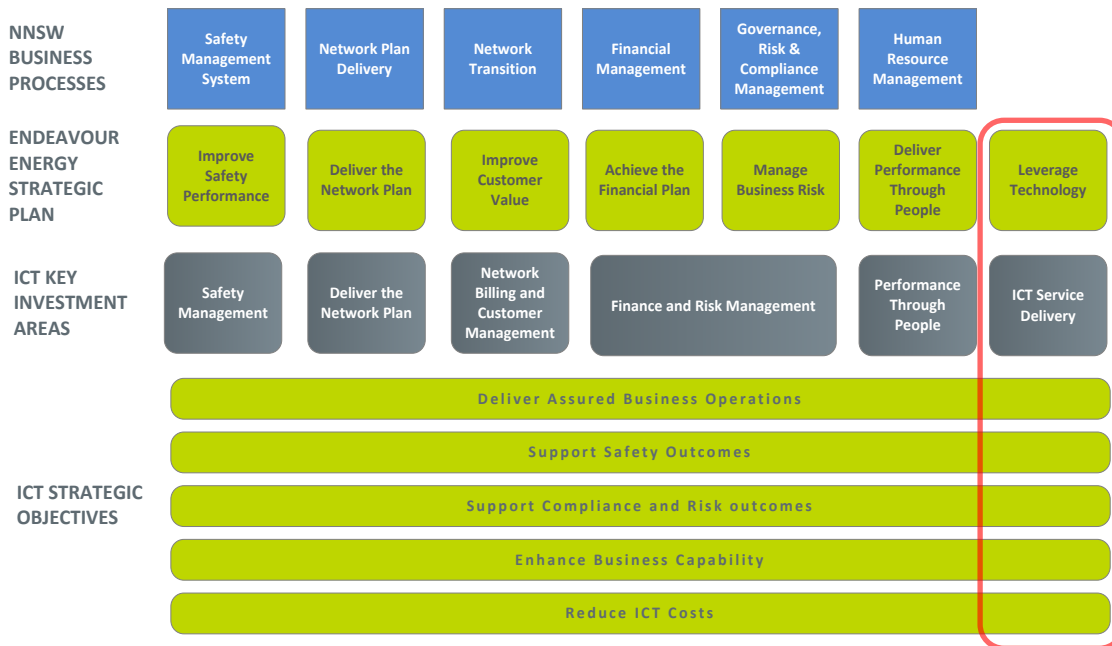 NNSW
BUSINESS
PROCESSES
Safety
Management
System
Network Plan
Delivery
Network
Transition
Financial
Management
Governance,
Risk &
Compliance
Management
Human
Resource
Management
ENDEAVOUR
ENERGY
STRATEGIC
PLAN
Improve
Safety
Performance
Deliver the
Network Plan
Improve
Customer
Value
Achieve the
Financial Plan
Manage
Business Risk
Deliver
Performance
Through
People
Leverage
Technology
ICT KEY
INVESTMENT
AREAS
Safety
Management
Deliver the
Network Plan
Network
Billing and
Customer
Management
Finance and Risk Management
Performance
Through
People
ICT Service
Delivery
ICT STRATEGIC
OBJECTIVES
Deliver Assured Business Operations
Support Safety Outcomes
Support Compliance and Risk outcomes
Enhance Business Capability
Reduce ICT Costs